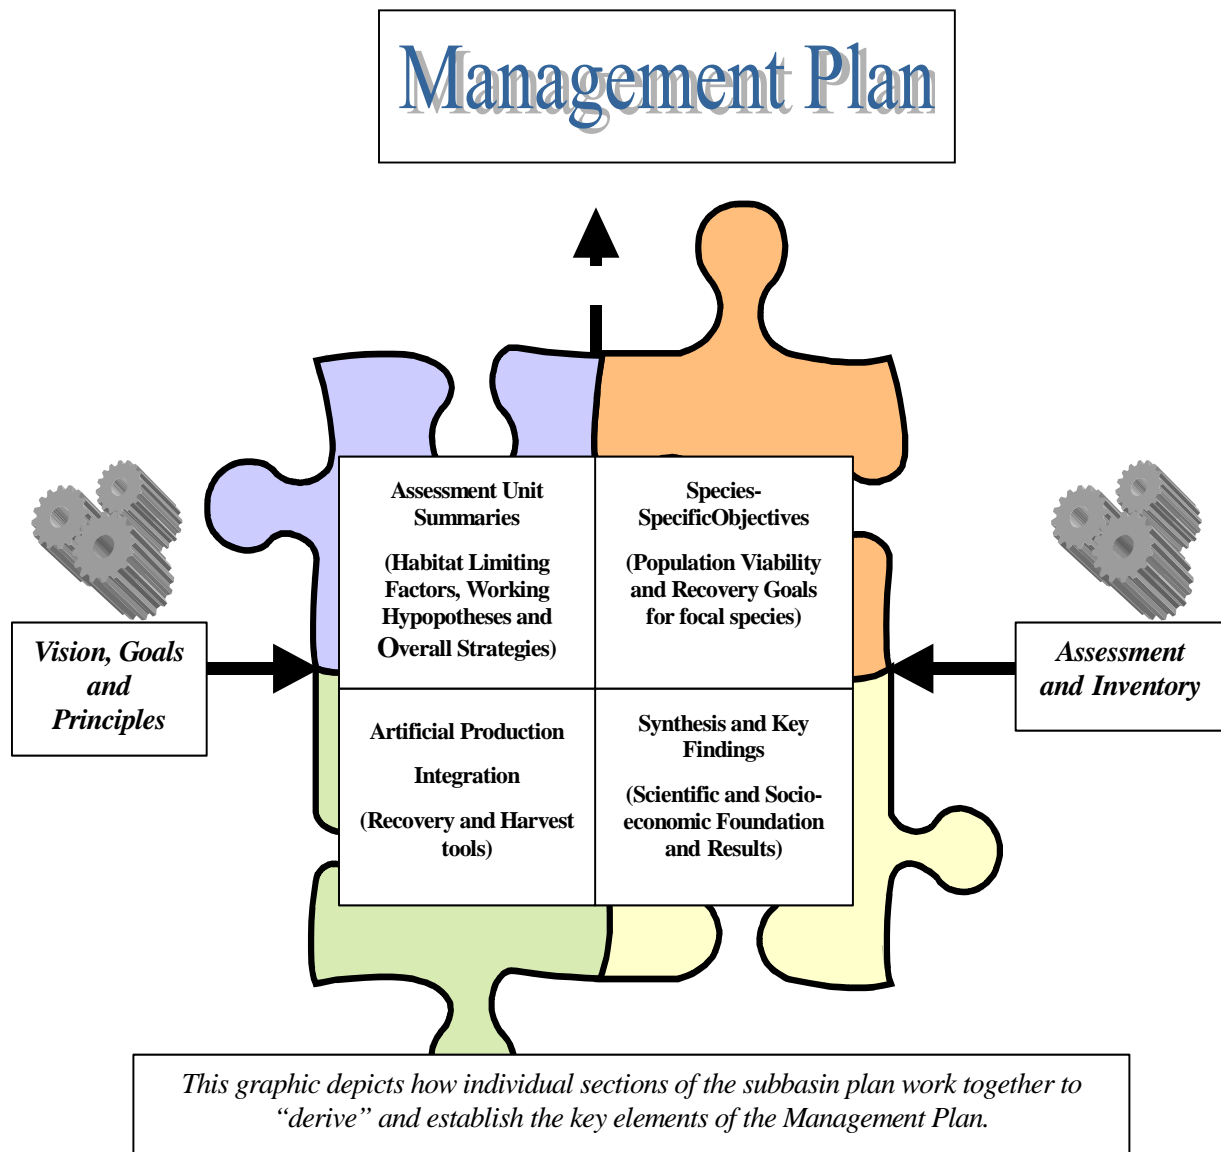 Management Plan
Assessment Unit
Summaries
(Habitat Limiting
Factors, Working
Hypopotheses and
Overall Strategies)
Species-
SpecificObjectives
(Population Viability
and Recovery Goals
for focal species)
Vision, Goals
and
Principles
Assessment
and Inventory
Artificial Production
Integration
(Recovery and Harvest
tools)
Synthesis and Key
Findings
(Scientific and Socio-
economic Foundation
and Results)
This graphic depicts how individual sections of the subbasin plan work together to
“derive” and establish the key elements of the Management Plan.